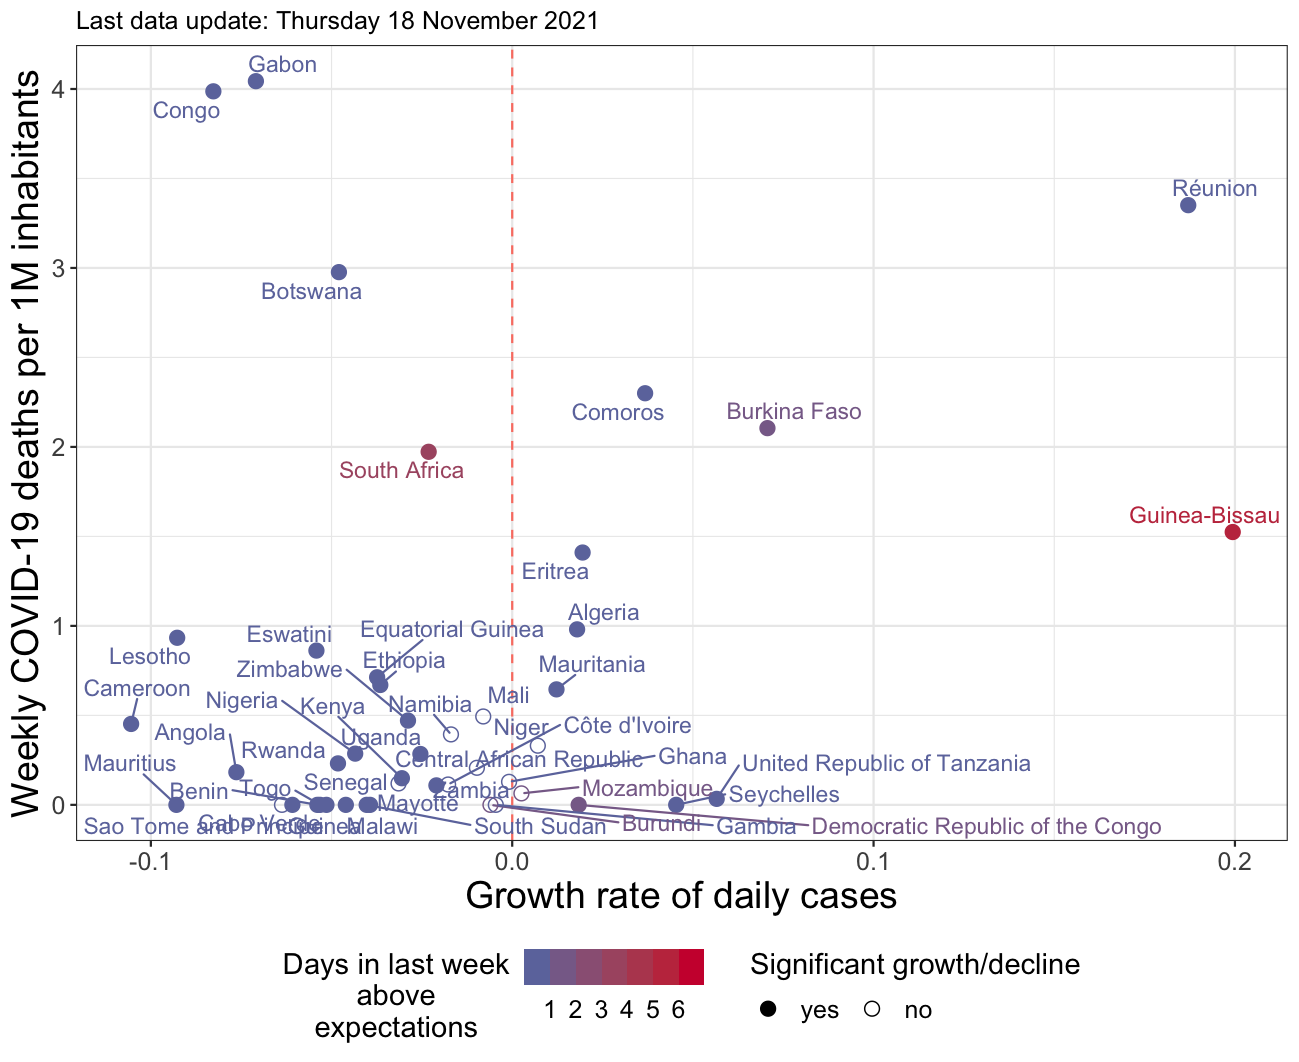 Last data update: Thursday 18 November 2021
Weekly COVID-19 deaths per 1M inhabitants
4
3
2
1
0
Gabon
Congo
Réunion
Botswana
Comoros
Burkina Faso
South Africa
Guinea-Bissau
Eritrea
Algeria
Eswatini
Equatorial Guinea
Lesotho
Zimbabwe
Ethiopia
Mauritania
Cameroon
Nigeria
Kenya
Namibia
Mali
Angola
Uganda
Niger
Côte d'Ivoire
Rwanda
Central African Republic
Ghana
Mauritius
United Republic of Tanzania
Benin
Togo
Senegal
Zambia
Mozambique
Seychelles
Mayotte
Sao Tome and Principe
Cabo Verde
Guinea
Malawi
South Sudan
Burundi
Gambia
Democratic Republic of the Congo
-0.1
0.0
0.1
0.2
Growth rate of daily cases
Days in last week
above
expectations
1 2 3 4 5 6
Significant growth/decline
yes
no